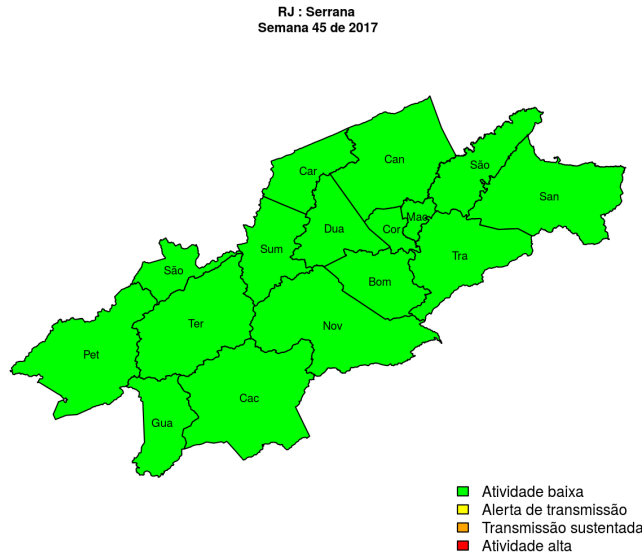 RJ : Serrana
Semana 45 de 2017
Car
Can
São
San
Mac
Dua
Cor
Sum
Tra
São
Bom
Ter
Nov
Pet
Cac
Gua
Atividade baixa
Alerta de transmissão
Transmissão sustentada
Atividade alta